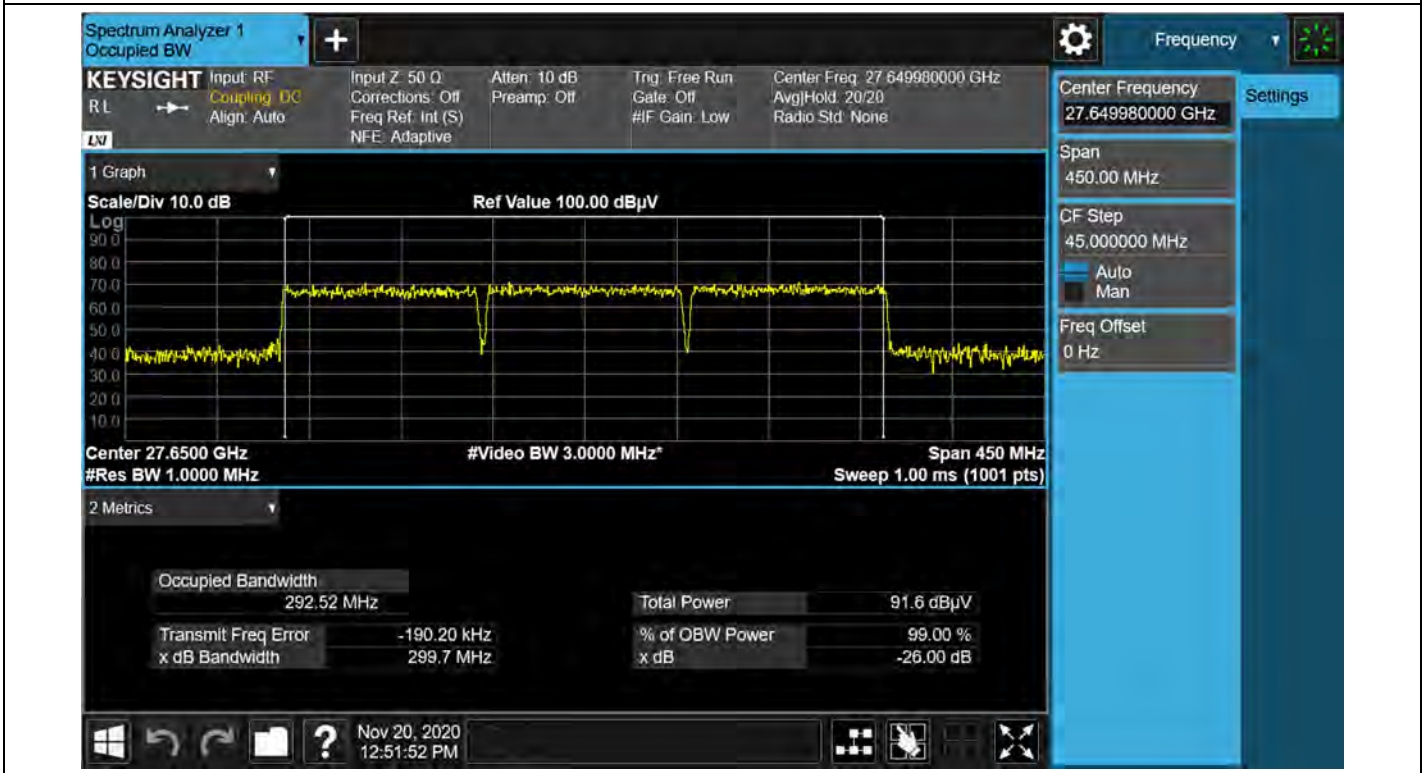 Spectrum Analyzer 1
Occupied BW
+
Frequency
KEYSIGHT
RL
LXI
Input: RF
Coupling: DC
Align: Auto
Input Z: 50 Ω
Corrections: Off
Freq Ref: Int (S)
NFE: Adaptive
Atten: 10 dB
Preamp: Off
Trig: Free Run
Gate: Off
#IF Gain: Low
Center Freq: 27.649980000 GHz
Avg|Hold: 20/20
Radio Std: None
Center Frequency
27.649980000 GHz
Settings
Span
450.00 MHz
CF Step
45.000000 MHz
Auto
Man
Freq Offset
0 Hz
1 Graph
Scale/Div 10.0 dB
Ref Value 100.00 dBµV
Log
90.0
80.0
70.0
60.0
50.0
40.0
30.0
20.0
10.0
Center 27.6500 GHz
#Video BW 3.0000 MHz*
Span 450 MHz
#Res BW 1.0000 MHz
Sweep 1.00 ms (1001 pts)
2 Metrics
Occupied Bandwidth
292.52 MHz
Total Power 91.6 dBµV
Transmit Freq Error -190.20 kHz
% of OBW Power 99.00 %
x dB Bandwidth 299.7 MHz
x dB -26.00 dB
?
Nov 20, 2020
12:51:52 PM